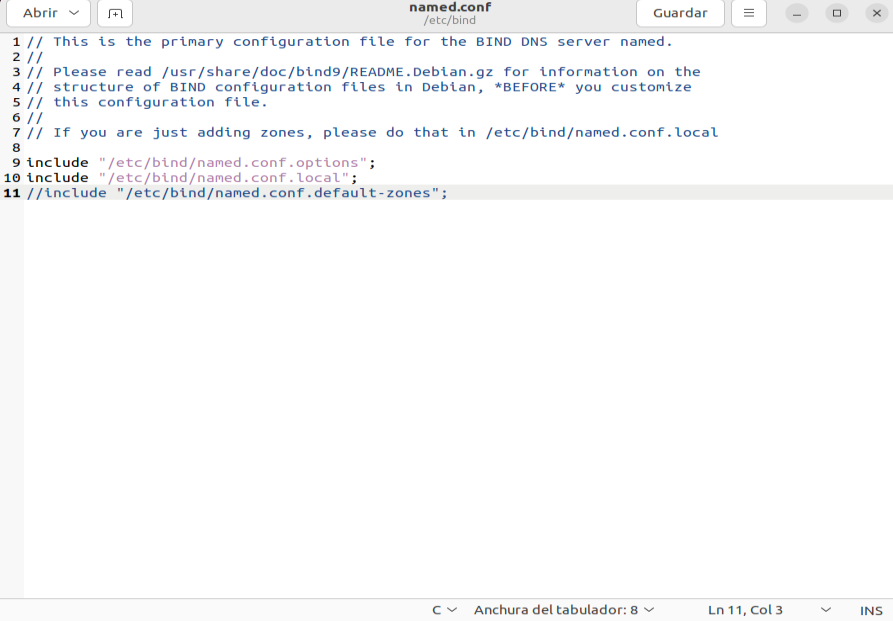 Abrir
named.conf
/etc/bind
Guardar
1 // This is the primary configuration file for the BIND DNS server named.
2 //
3 // Please read /usr/share/doc/bind9/README.Debian.gz for information on the
4 // structure of BIND configuration files in Debian, *BEFORE* you customize
5 // this configuration file.
6 //
7 // If you are just adding zones, please do that in /etc/bind/named.conf.local
8
9 include "/etc/bind/named.conf.options";
10 include "/etc/bind/named.conf.local";
11 //include "/etc/bind/named.conf.default-zones";
C Anchura del tabulador: 8 Ln 11, Col 3 INS